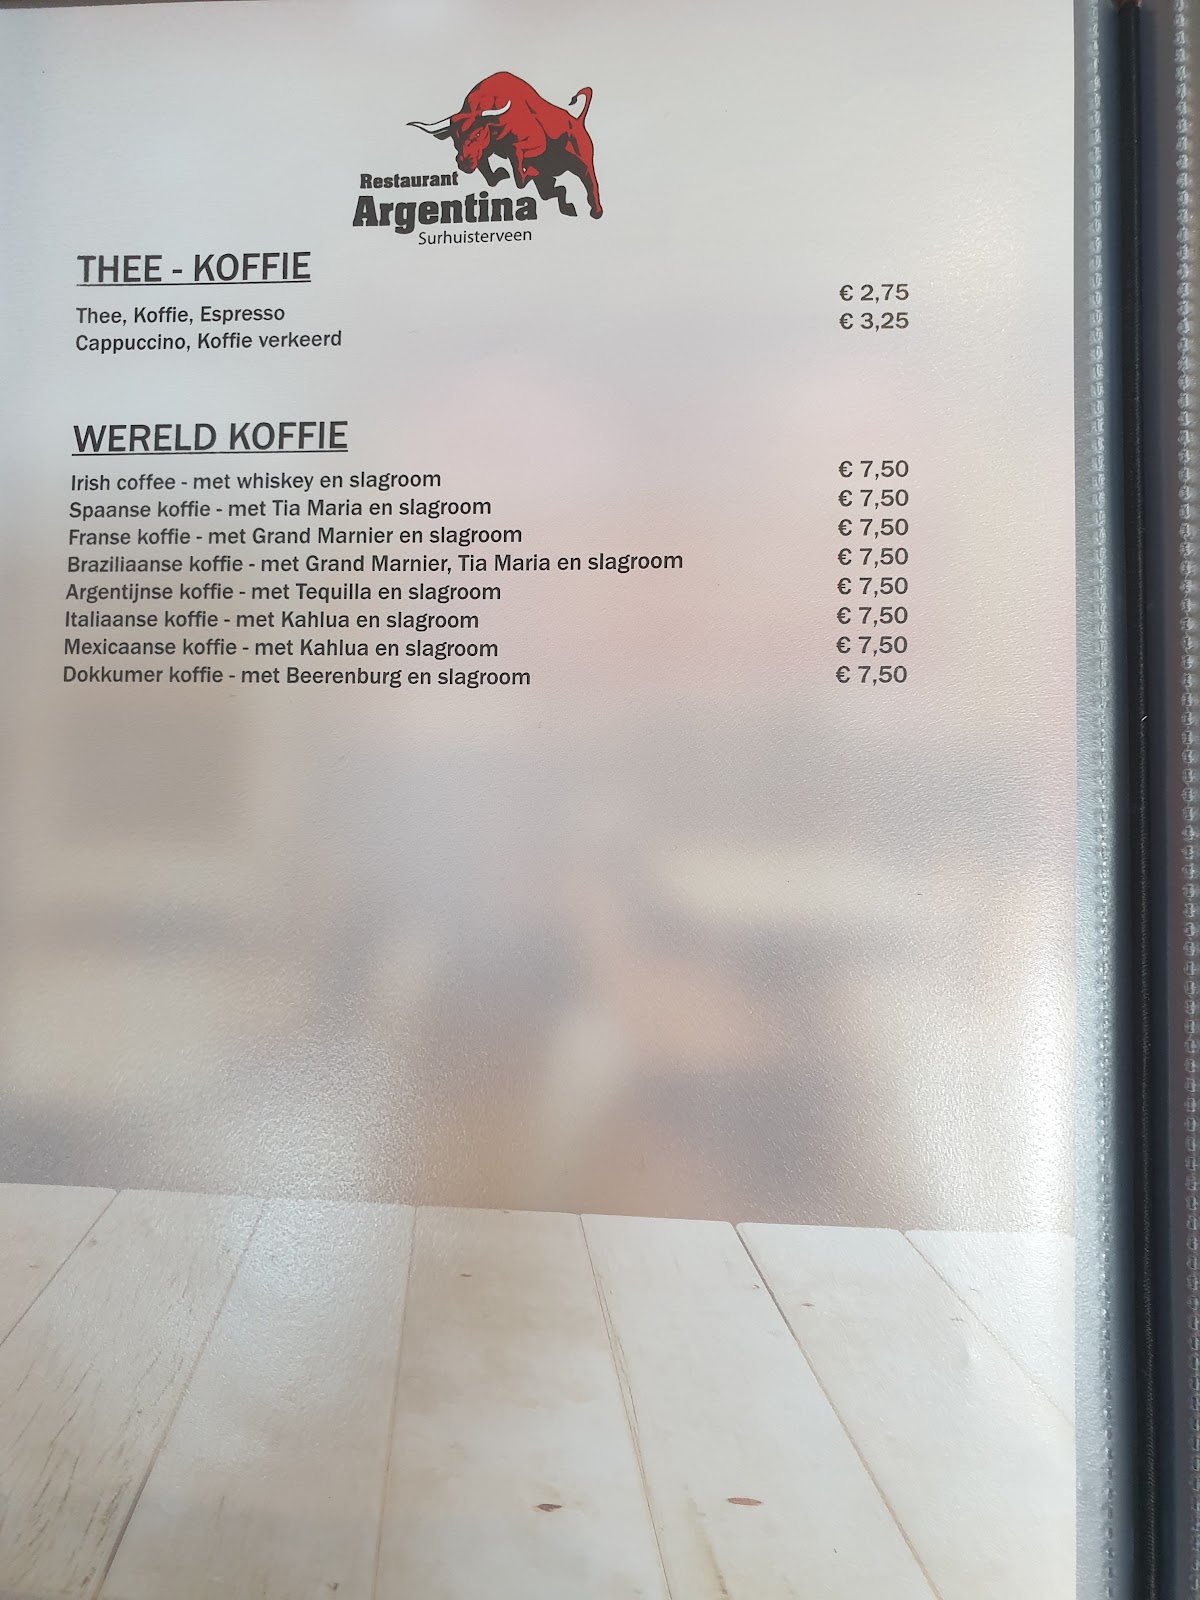 Restaurant
Argentina
Surhuisterveen
THEE - KOFFIE
Thee, Koffie, Espresso € 2,75
Cappuccino, Koffie verkeerd € 3,25
WERELD KOFFIE
Irish coffee - met whiskey en slagroom € 7,50
Spaanse koffie - met Tia Maria en slagroom € 7,50
Franse koffie - met Grand Marnier en slagroom € 7,50
Braziliaanse koffie - met Grand Marnier, Tia Maria en slagroom € 7,50
Argentijnse koffie - met Tequilla en slagroom € 7,50
Italiaanse koffie - met Kahlua en slagroom € 7,50
Mexicaanse koffie - met Kahlua en slagroom € 7,50
Dokkumer koffie - met Beerenburg en slagroom € 7,50